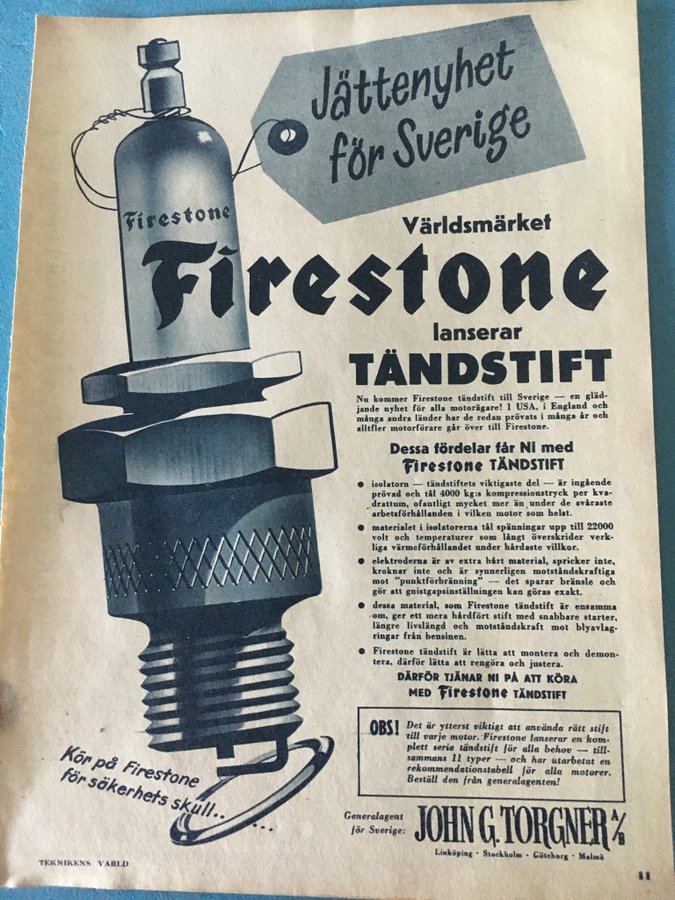 Jättenyhet
för Sverige
Firestone
Världsmärket
Firestone
lanserar
TÄNDSTIFT
Nu kommer Firestone tändstift till Sverige — en gläd-
jande nyhet för alla motorägare! I USA, i England och
många andra länder har de redan prövats i många år och
alltfler motorförare går över till Firestone.
Dessa fördelar får Ni med
Firestone TÄNDSTIFT
● isolatorn — tändstiftets viktigaste del — är ingående
prövad och tål 4000 kg:s kompressionstryck per kva-
drattum, ofantligt mycket mer än under de svåraste
arbetsförhållanden i vilken motor som helst.
● materialet i isolatorerna tål spänningar upp till 22000
volt och temperaturer som långt överskrider verk-
liga värmeförhållandet under hårdaste villkor.
● elektroderna är av extra hårt material, spricker inte,
kroknar inte och är synnerligen motståndskraftiga
mot "punktförbränning" — det sparar bränsle och
gör att gnistgapsinställningen kan göras exakt.
● dessa material, som Firestone tändstift är ensamma
om, ger ett mera hårdfört stift med snabbare starter,
längre livslängd och motståndskraft mot blyavlag-
ringar från bensinen.
● Firestone tändstift är lätta att montera och demon-
tera, därför lätta att rengöra och justera.
DÄRFÖR TJÄNAR NI PÅ ATT KÖRA
MED Firestone TÄNDSTIFT
OBS! Det är ytterst viktigt att använda rätt stift
till varje motor. Firestone lanserar en kom-
plett serie tändstift för alla behov — till-
sammans 11 typer — och har utarbetat en
rekommendationstabell för alla motorer.
Beställ den från generalagenten!
Kör på Firestone
för säkerhets skull.. ...
Generalagent
för Sverige: JOHN G. TORGNER A/B
Linköping · Stockholm · Göteborg · Malmö
TEKNIKENS VÄRLD
11